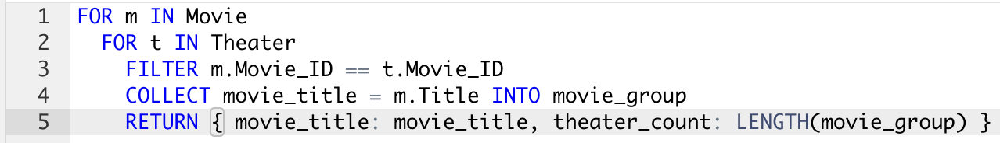 1 FOR m IN Movie
2   FOR t IN Theater
3     FILTER m.Movie_ID == t.Movie_ID
4     COLLECT movie_title = m.Title INTO movie_group
5     RETURN { movie_title: movie_title, theater_count: LENGTH(movie_group) }